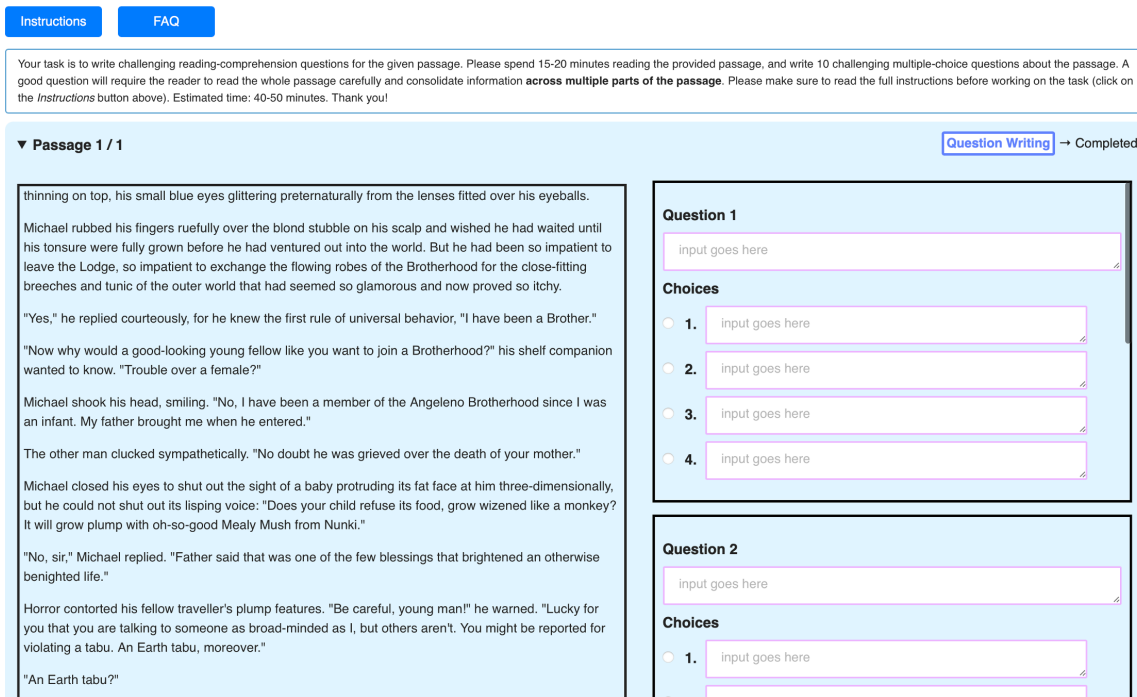 Instructions
FAQ
Your task is to write challenging reading-comprehension questions for the given passage. Please spend 15-20 minutes reading the provided passage, and write 10 challenging multiple-choice questions about the passage. A
good question will require the reader to read the whole passage carefully and consolidate information across multiple parts of the passage. Please make sure to read the full instructions before working on the task (click on
the Instructions button above). Estimated time: 40-50 minutes. Thank you!
▼ Passage 1 / 1
Question Writing → Completed
thinning on top, his small blue eyes glittering preternaturally from the lenses fitted over his eyeballs.
Michael rubbed his fingers ruefully over the blond stubble on his scalp and wished he had waited until
his tonsure were fully grown before he had ventured out into the world. But he had been so impatient to
leave the Lodge, so impatient to exchange the flowing robes of the Brotherhood for the close-fitting
breeches and tunic of the outer world that had seemed so glamorous and now proved so itchy.
"Yes," he replied courteously, for he knew the first rule of universal behavior, "I have been a Brother."
"Now why would a good-looking young fellow like you want to join a Brotherhood?" his shelf companion
wanted to know. "Trouble over a female?"
Michael shook his head, smiling. "No, I have been a member of the Angeleno Brotherhood since I was
an infant. My father brought me when he entered."
The other man clucked sympathetically. "No doubt he was grieved over the death of your mother."
Michael closed his eyes to shut out the sight of a baby protruding its fat face at him three-dimensionally,
but he could not shut out its lisping voice: "Does your child refuse its food, grow wizened like a monkey?
It will grow plump with oh-so-good Mealy Mush from Nunki."
"No, sir," Michael replied. "Father said that was one of the few blessings that brightened an otherwise
benighted life."
Horror contorted his fellow traveller's plump features. "Be careful, young man!" he warned. "Lucky for
you that you are talking to someone as broad-minded as I, but others aren't. You might be reported for
violating a tabu. An Earth tabu, moreover."
"An Earth tabu?"
Question 1
input goes here
Choices
1. input goes here
2. input goes here
3. input goes here
4. input goes here
Question 2
input goes here
Choices
1. input goes here